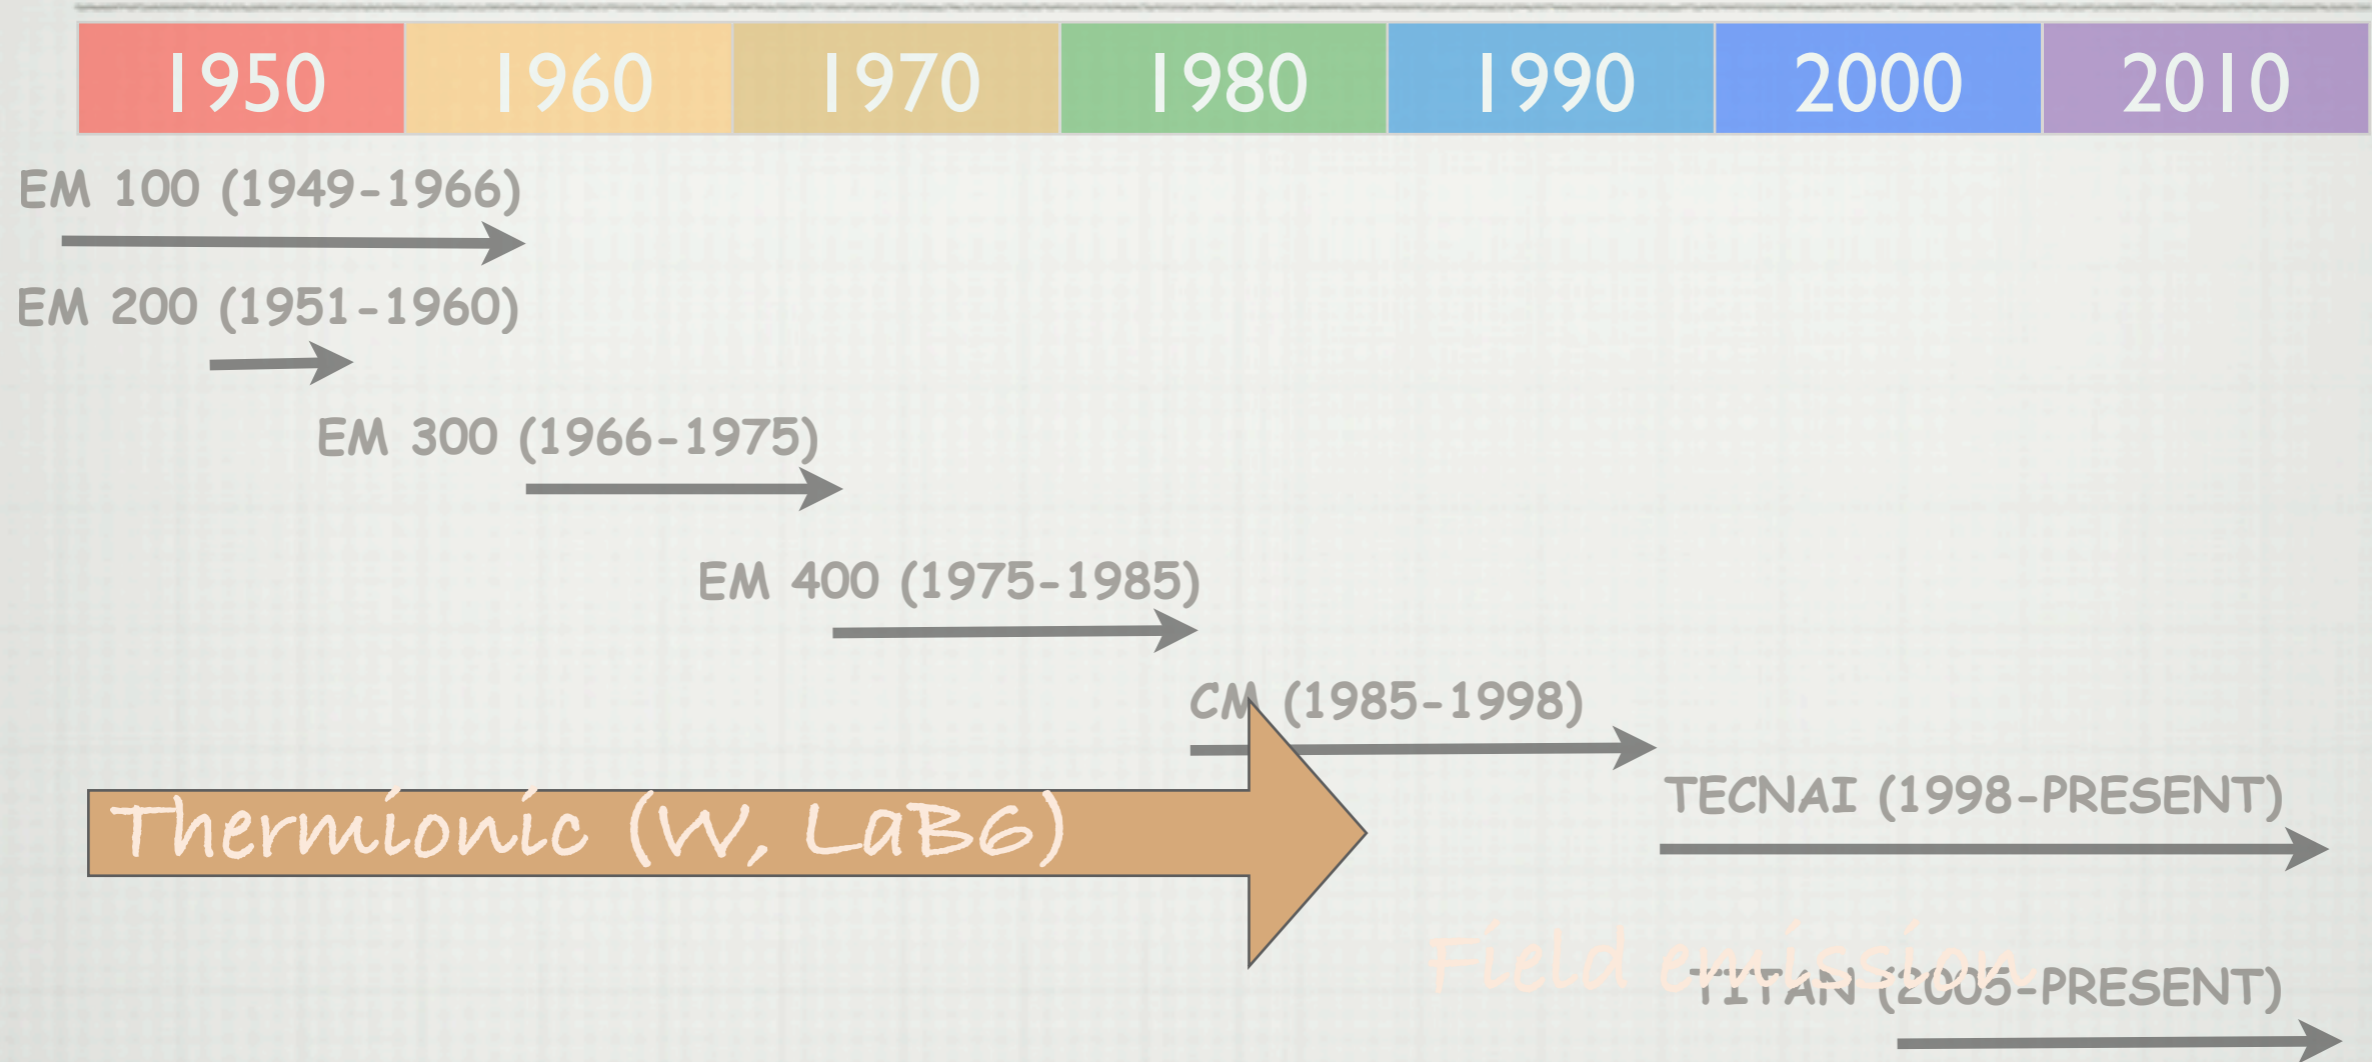 1950 1960 1970 1980 1990 2000 2010
EM 100 (1949-1966)
EM 200 (1951-1960)
EM 300 (1966-1975)
EM 400 (1975-1985)
CM (1985-1998)
TECNAI (1998-PRESENT)
Thermionic (W, LaB6)
Field emission
TITAN (2005-PRESENT)